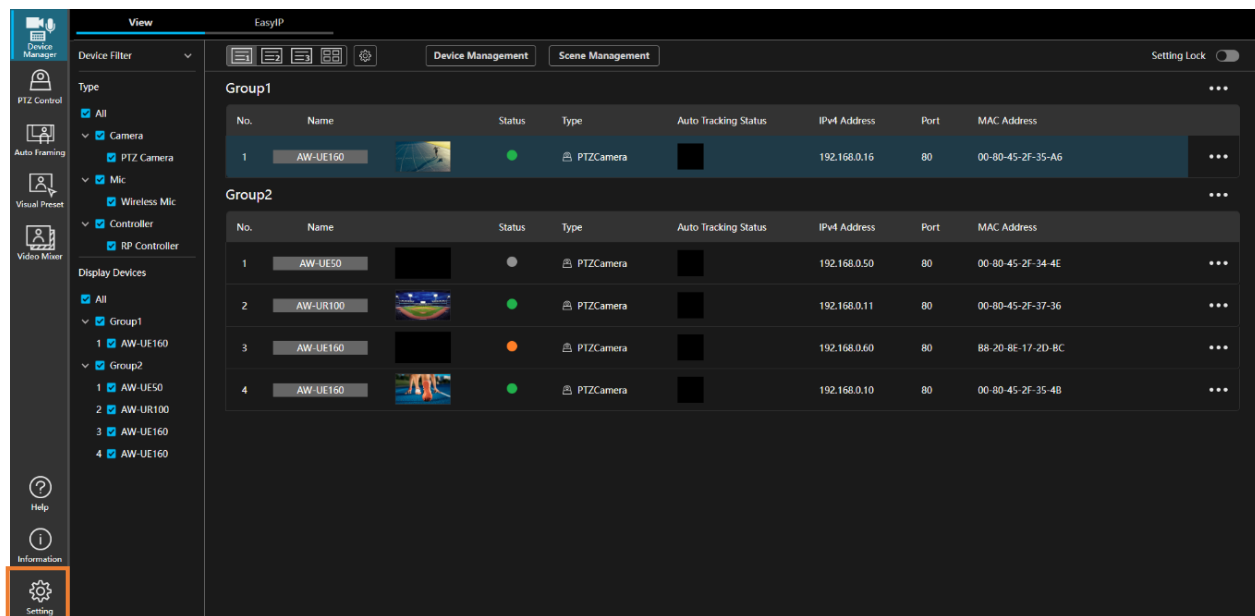 View
EasyIP
Device Manager
PTZ Control
Auto Framing
Visual Preset
Video Mixer
Help
Information
Setting
Device Filter
Type
All
Camera
PTZ Camera
Mic
Wireless Mic
Controller
RP Controller
Display Devices
All
Group1
1 AW-UE160
Group2
1 AW-UE50
2 AW-UR100
3 AW-UE160
4 AW-UE160
1 2 3 Device Management Scene Management Setting Lock
Group1
No. Name Status Type Auto Tracking Status IPv4 Address Port MAC Address
1 AW-UE160 PTZCamera 192.168.0.16 80 00-80-45-2F-35-A6
Group2
No. Name Status Type Auto Tracking Status IPv4 Address Port MAC Address
1 AW-UE50 PTZCamera 192.168.0.50 80 00-80-45-2F-34-4E
2 AW-UR100 PTZCamera 192.168.0.11 80 00-80-45-2F-37-36
3 AW-UE160 PTZCamera 192.168.0.60 80 B8-20-8E-17-2D-BC
4 AW-UE160 PTZCamera 192.168.0.10 80 00-80-45-2F-35-4B